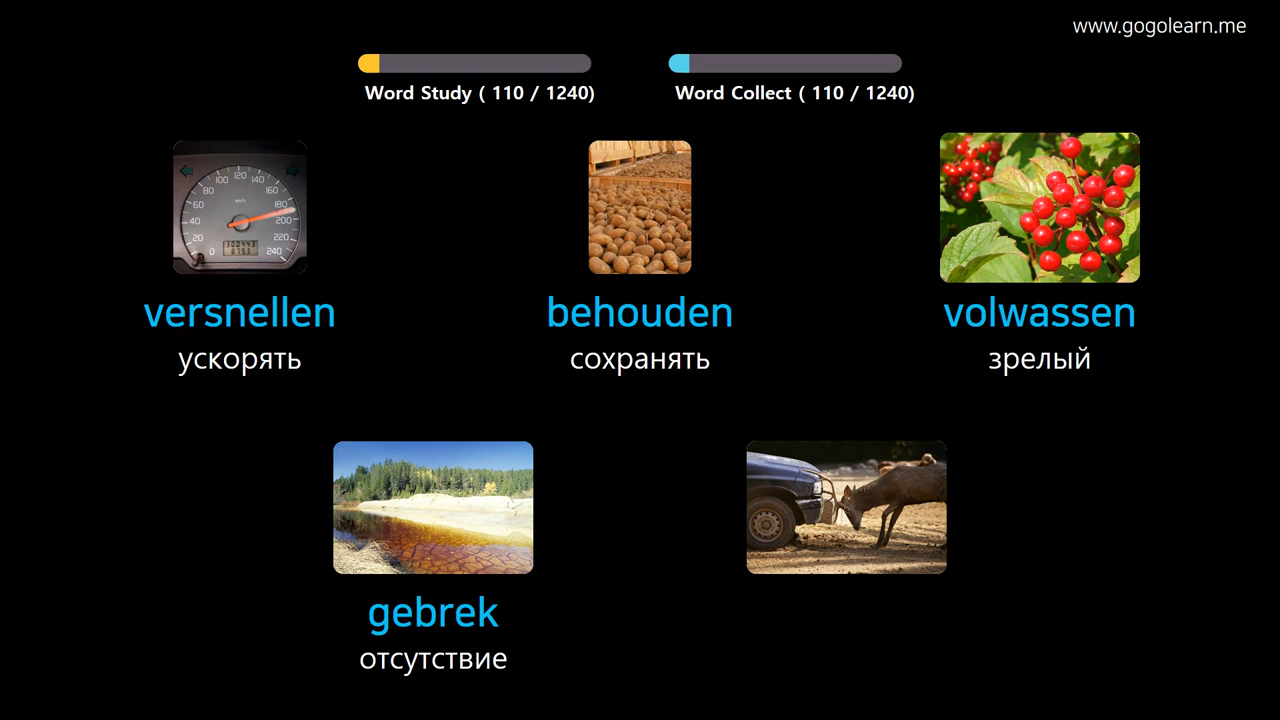 www.gogolearn.me
Word Study ( 110 / 1240)
Word Collect ( 110 / 1240)
versnellen
ускорять
behouden
сохранять
volwassen
зрелый
gebrek
отсутствие